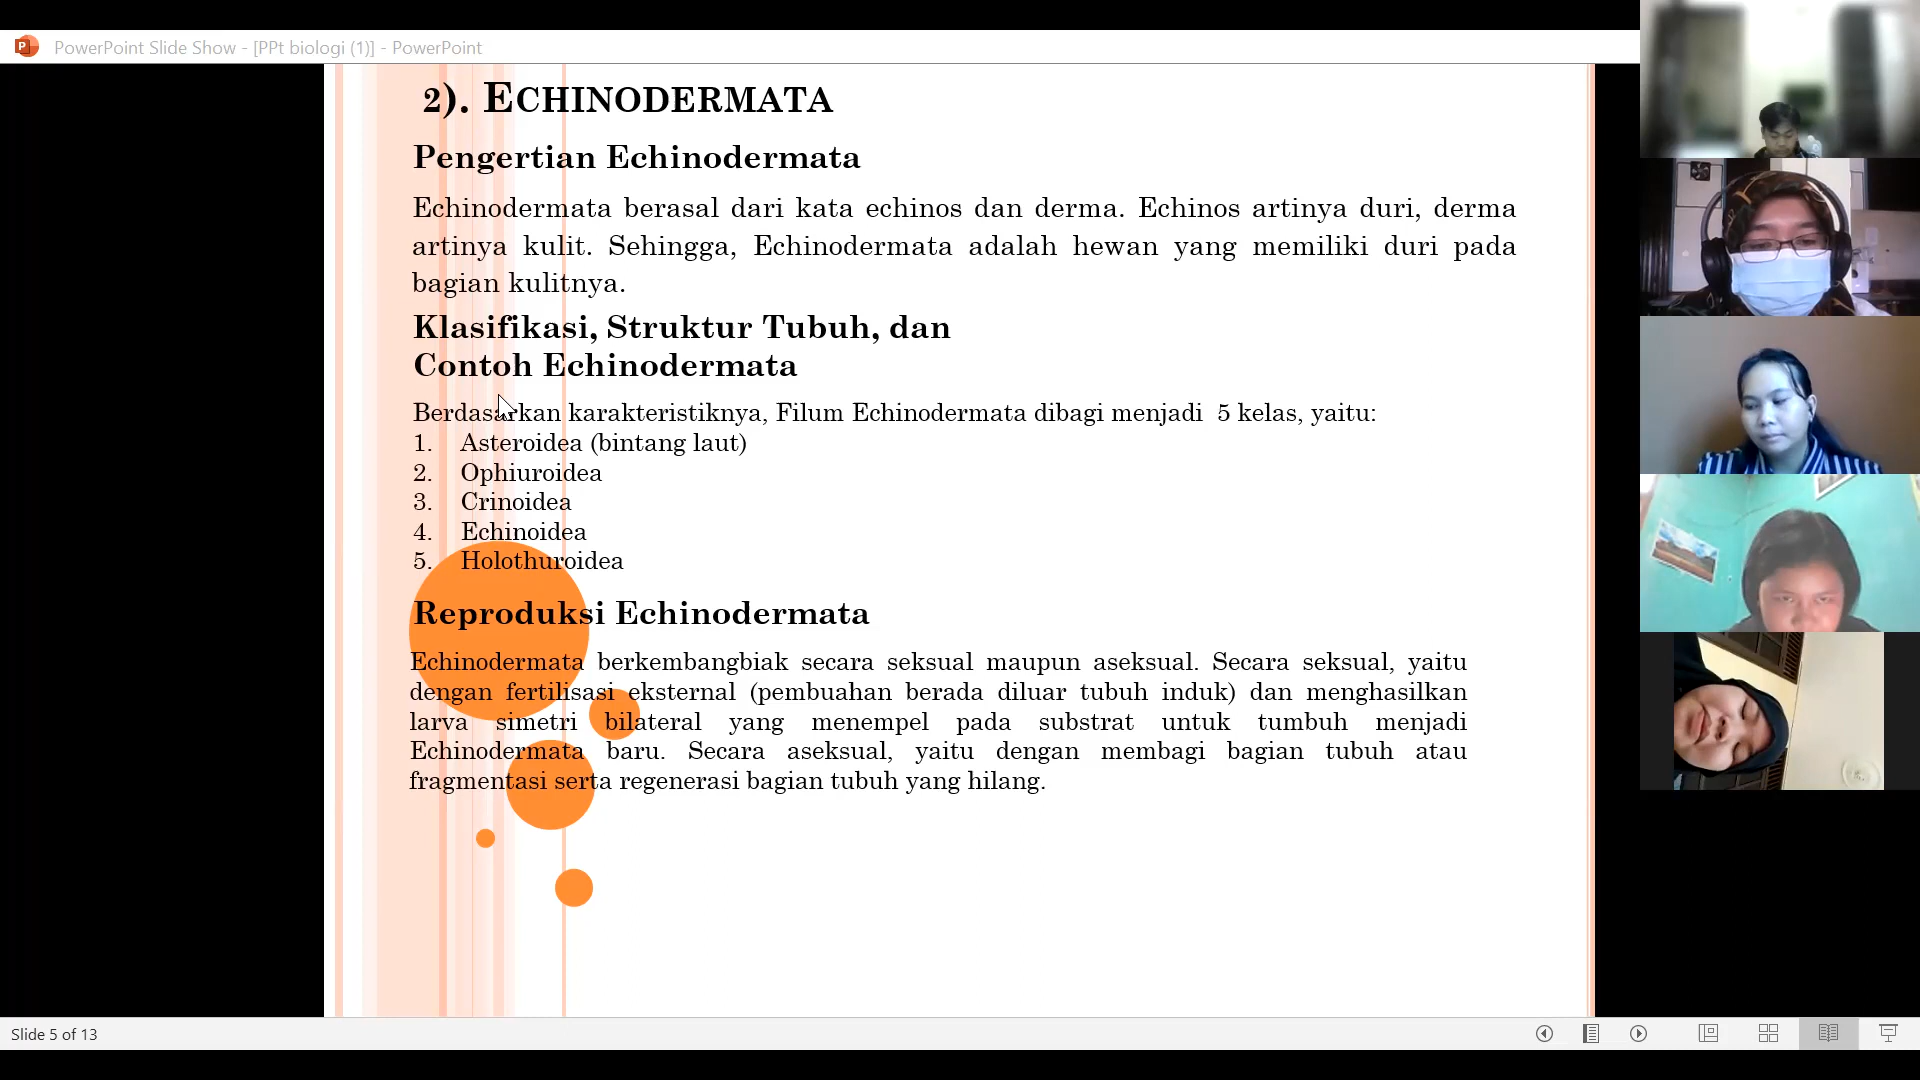 PowerPoint Slide Show - [PPt biologi (1)] - PowerPoint
2). ECHINODERMATA
Pengertian Echinodermata
Echinodermata berasal dari kata echinos dan derma. Echinos artinya duri, derma
artinya kulit. Sehingga, Echinodermata adalah hewan yang memiliki duri pada
bagian kulitnya.
Klasifikasi, Struktur Tubuh, dan
Contoh Echinodermata
Berdasarkan karakteristiknya, Filum Echinodermata dibagi menjadi 5 kelas, yaitu:
1. Asteroidea (bintang laut)
2. Ophiuroidea
3. Crinoidea
4. Echinoidea
5. Holothuroidea
Reproduksi Echinodermata
Echinodermata berkembangbiak secara seksual maupun aseksual. Secara seksual, yaitu
dengan fertilisasi eksternal (pembuahan berada diluar tubuh induk) dan menghasilkan
larva simetri bilateral yang menempel pada substrat untuk tumbuh menjadi
Echinodermata baru. Secara aseksual, yaitu dengan membagi bagian tubuh atau
fragmentasi serta regenerasi bagian tubuh yang hilang.
Slide 5 of 13